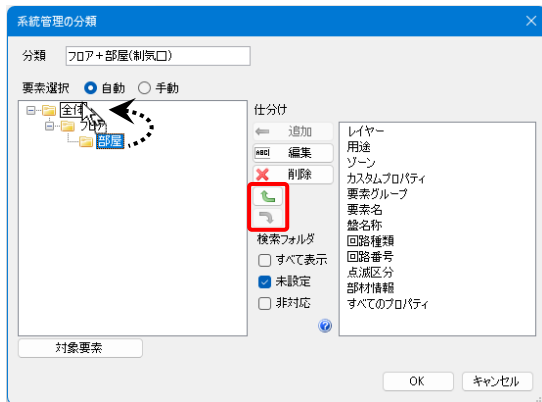 系統管理の分類
分類 フロア+部屋(制気口)
要素選択 自動 手動
全体
フロア
部屋
仕分け
追加
編集
削除
検索フォルダ
すべて表示
未設定
非対応
レイヤー
用途
ゾーン
カスタムプロパティ
要素グループ
要素名
盤名称
回路種類
回路番号
点滅区分
部材情報
すべてのプロパティ
対象要素
OK キャンセル